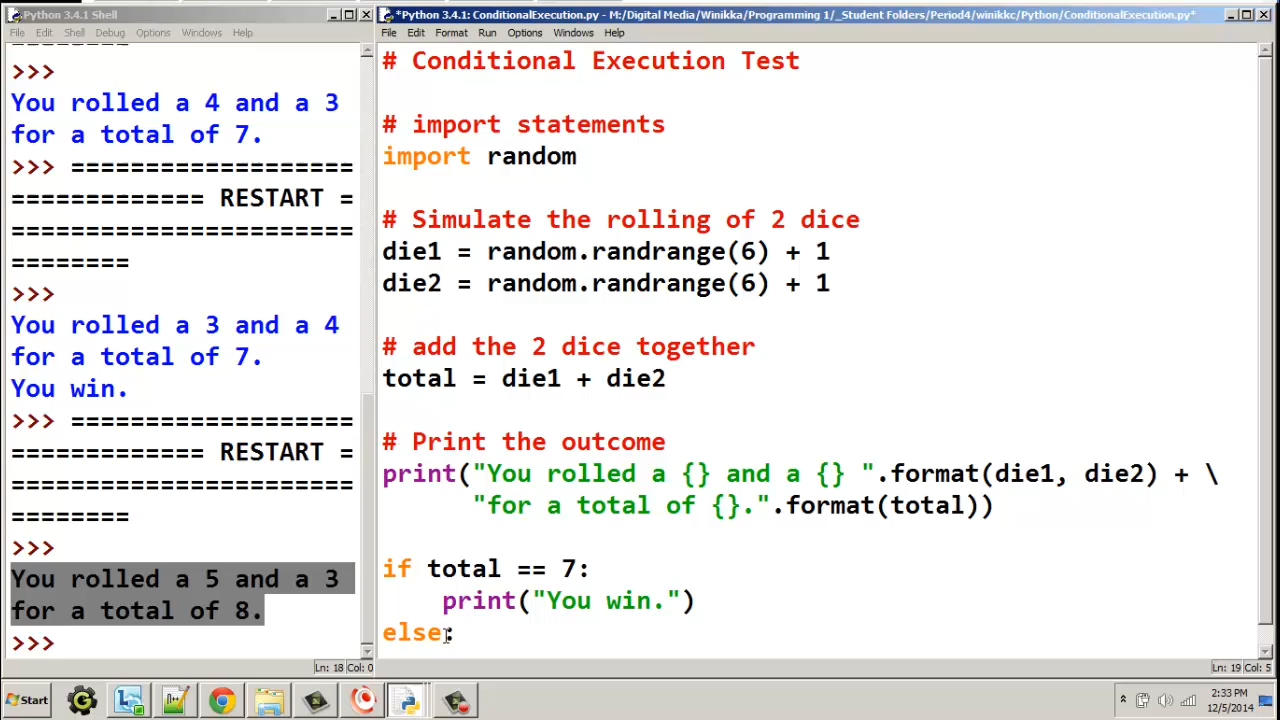 Python 3.4.1 Shell
File Edit Shell Debug Options Windows Help
========
>>>
You rolled a 4 and a 3
for a total of 7.
>>> ===================
============= RESTART =
=======================
========
>>>
You rolled a 3 and a 4
for a total of 7.
You win.
>>> ===================
============= RESTART =
=======================
========
>>>
You rolled a 5 and a 3
for a total of 8.
>>>
Ln: 18 Col: 0
*Python 3.4.1: ConditionalExecution.py - M:/Digital Media/Winikka/Programming 1/_Student Folders/Period4/winikkc/Python/ConditionalExecution.py*
File Edit Format Run Options Windows Help
# Conditional Execution Test
# import statements
import random
# Simulate the rolling of 2 dice
die1 = random.randrange(6) + 1
die2 = random.randrange(6) + 1
# add the 2 dice together
total = die1 + die2
# Print the outcome
print("You rolled a {} and a {} ".format(die1, die2) + \
"for a total of {}.".format(total))
if total == 7:
print("You win.")
else:
Ln: 19 Col: 5
Start
2:33 PM
12/5/2014